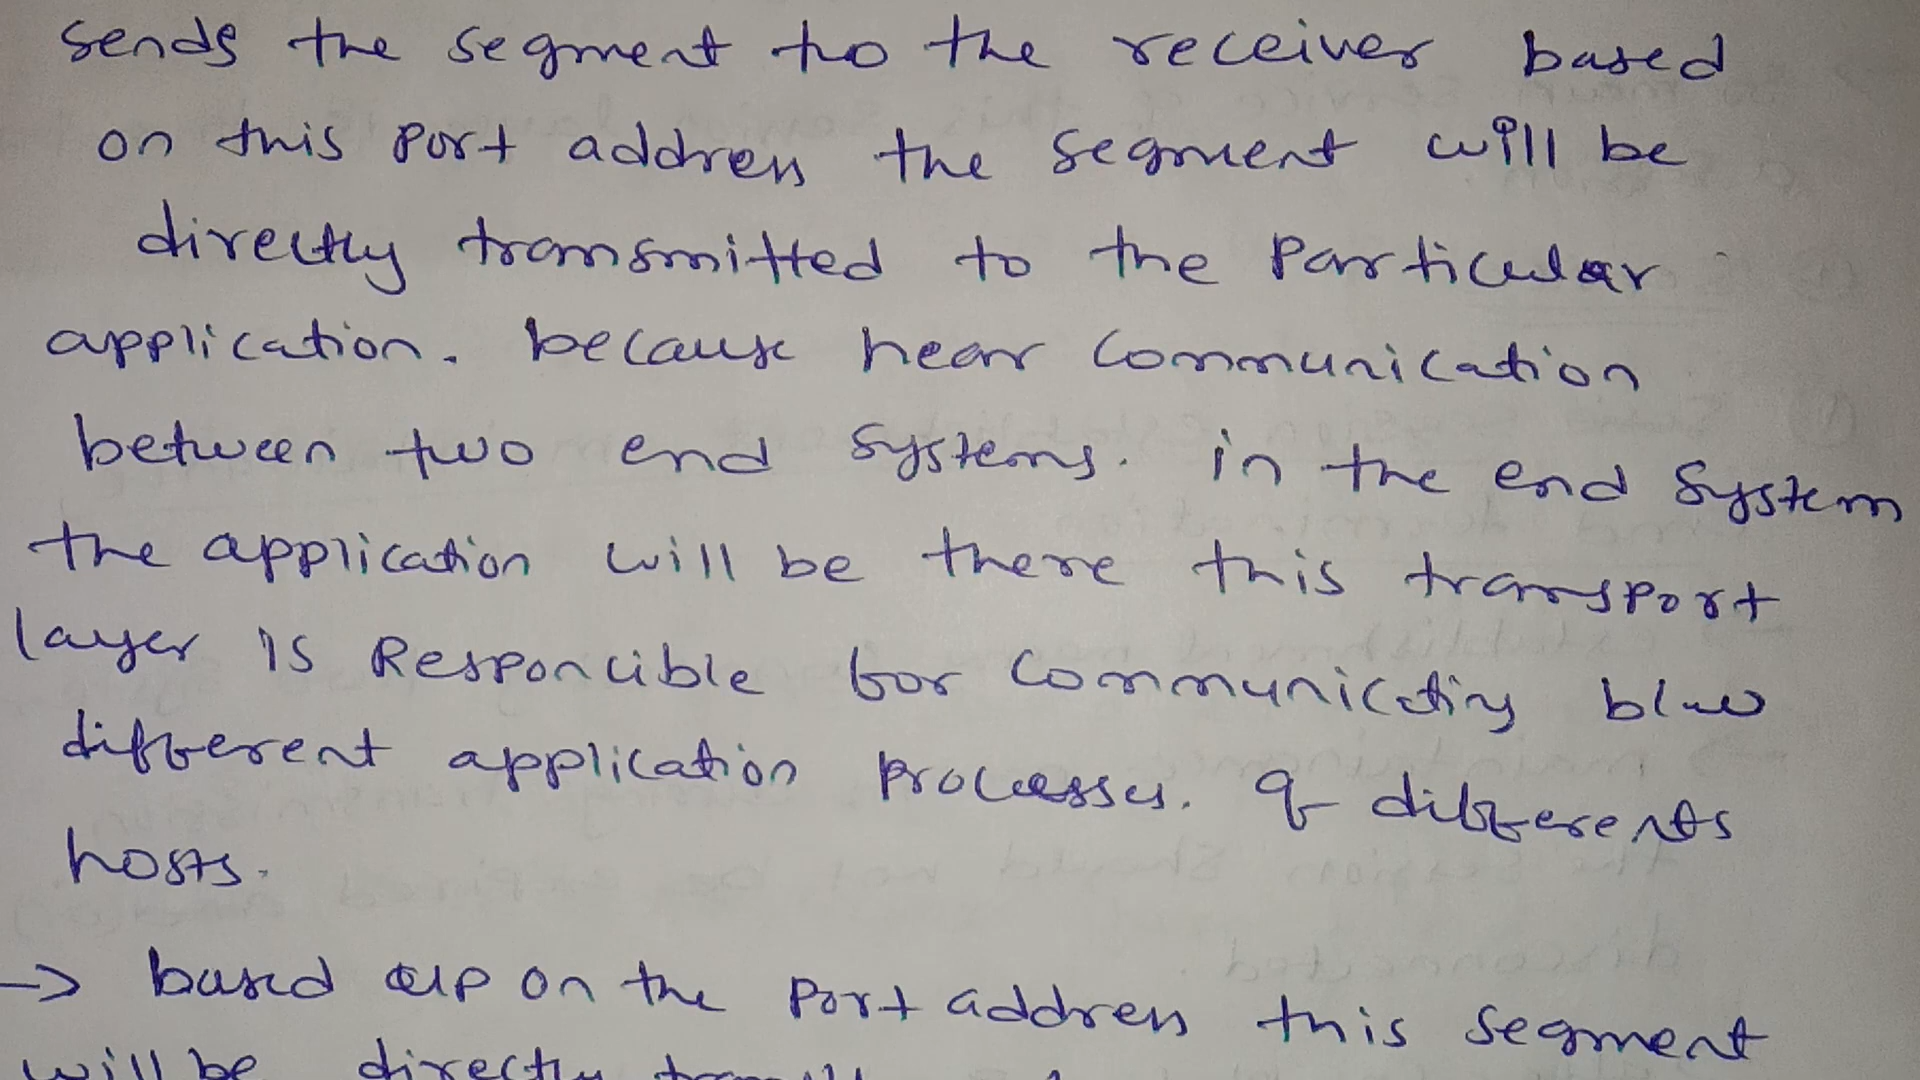 sends the segment to the receiver based
on this port address the segment will be
directly transmitted to the particular
application. because hear communication
between two end systems. in the end system
the application will be there this transport
layer is Responcible for communicating b/w
different application processes. of differents
hosts.
→ based up on the port address this segment
will be directly